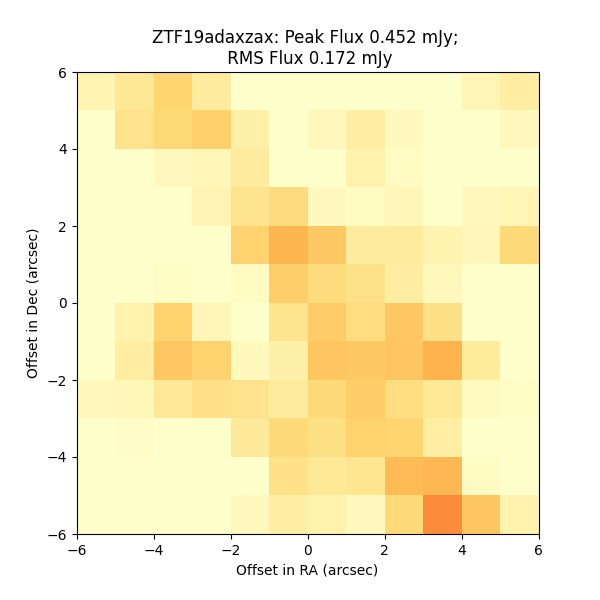 ZTF19adaxzax: Peak Flux 0.452 mJy;
RMS Flux 0.172 mJy
6
4
2
0
−2
−4
−6
Offset in Dec (arcsec)
−6 −4 −2 0 2 4 6
Offset in RA (arcsec)